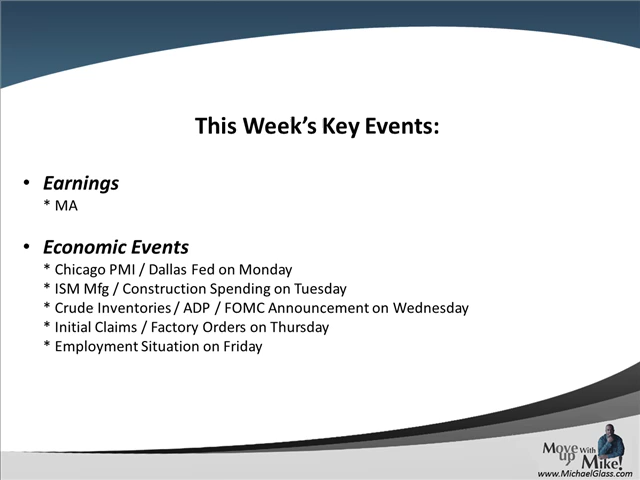 This Week's Key Events:
• Earnings
* MA
• Economic Events
* Chicago PMI / Dallas Fed on Monday
* ISM Mfg / Construction Spending on Tuesday
* Crude Inventories / ADP / FOMC Announcement on Wednesday
* Initial Claims / Factory Orders on Thursday
* Employment Situation on Friday
Move up With Mike!
www.MichaelGlass.com